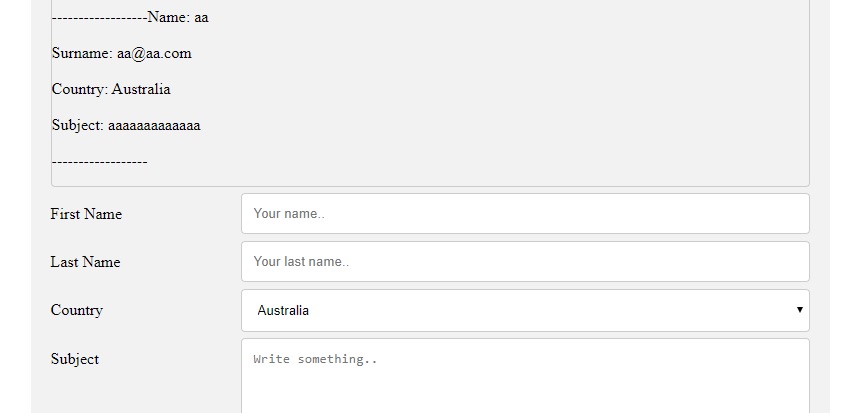 ------------------Name: aa
Surname: aa@aa.com
Country: Australia
Subject: aaaaaaaaaaaaa
------------------
First Name Your name..
Last Name Your last name..
Country Australia
Subject Write something..